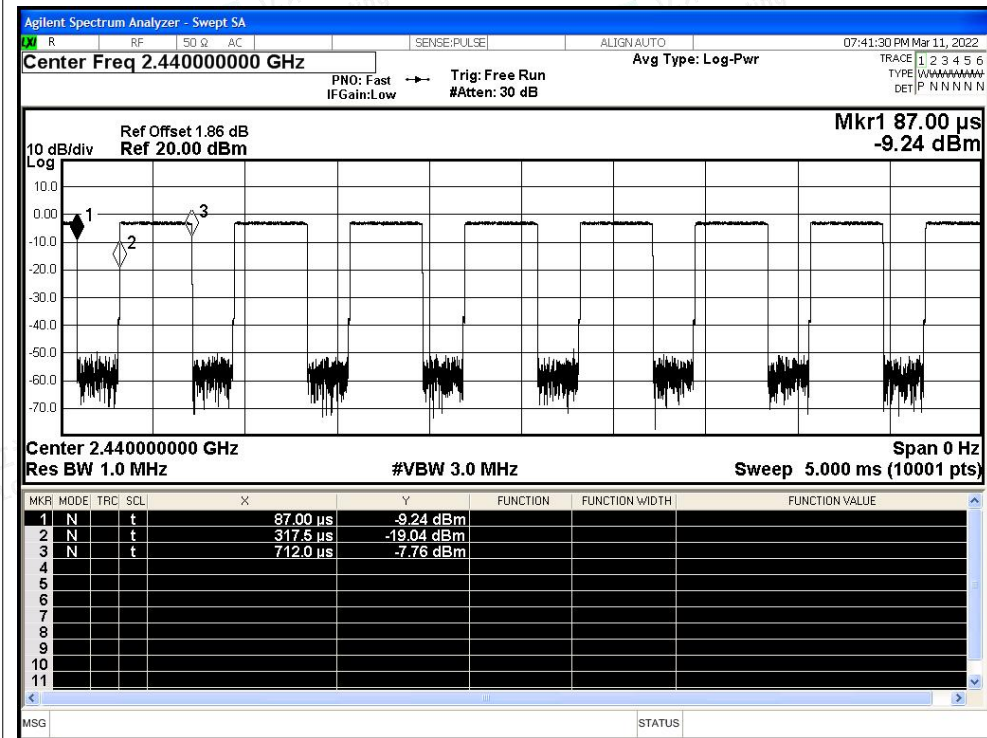 Agilent Spectrum Analyzer - Swept SA
LXI R RF 50 Ω AC SENSE:PULSE ALIGN AUTO 07:41:30 PM Mar 11, 2022
Center Freq 2.440000000 GHz Avg Type: Log-Pwr TRACE 1 2 3 4 5 6
PNO: Fast Trig: Free Run TYPE WWWWWWW
IFGain:Low #Atten: 30 dB DET P N N N N N
Mkr1 87.00 µs
Ref Offset 1.86 dB
10 dB/div Ref 20.00 dBm -9.24 dBm
Log
10.0
0.00
1
3
-10.0
2
-20.0
-30.0
-40.0
-50.0
-60.0
-70.0
Center 2.440000000 GHz Span 0 Hz
Res BW 1.0 MHz #VBW 3.0 MHz Sweep 5.000 ms (10001 pts)
MKR MODE TRC SCL X Y FUNCTION FUNCTION WIDTH FUNCTION VALUE
1 N t 87.00 µs -9.24 dBm
2 N t 317.5 µs -19.04 dBm
3 N t 712.0 µs -7.76 dBm
4
5
6
7
8
9
10
11
MSG STATUS